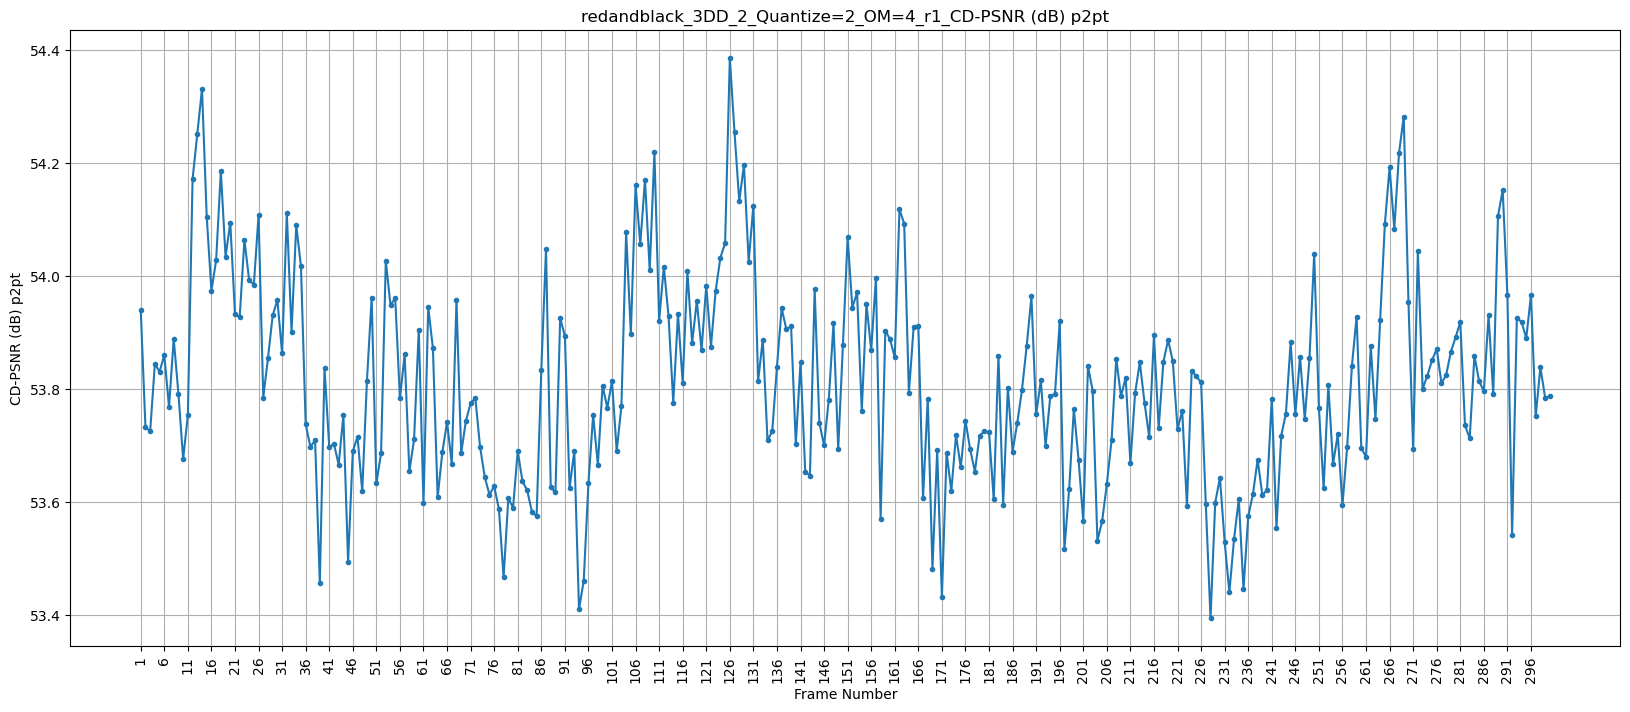 redandblack_3DD_2_Quantize=2_OM=4_r1_CD-PSNR (dB) p2pt
CD-PSNR (dB) p2pt
54.4
54.2
54.0
53.8
53.6
53.4
1 6 11 16 21 26 31 36 41 46 51 56 61 66 71 76 81 86 91 96 101 106 111 116 121 126 131 136 141 146 151 156 161 166 171 176 181 186 191 196 201 206 211 216 221 226 231 236 241 246 251 256 261 266 271 276 281 286 291 296
Frame Number